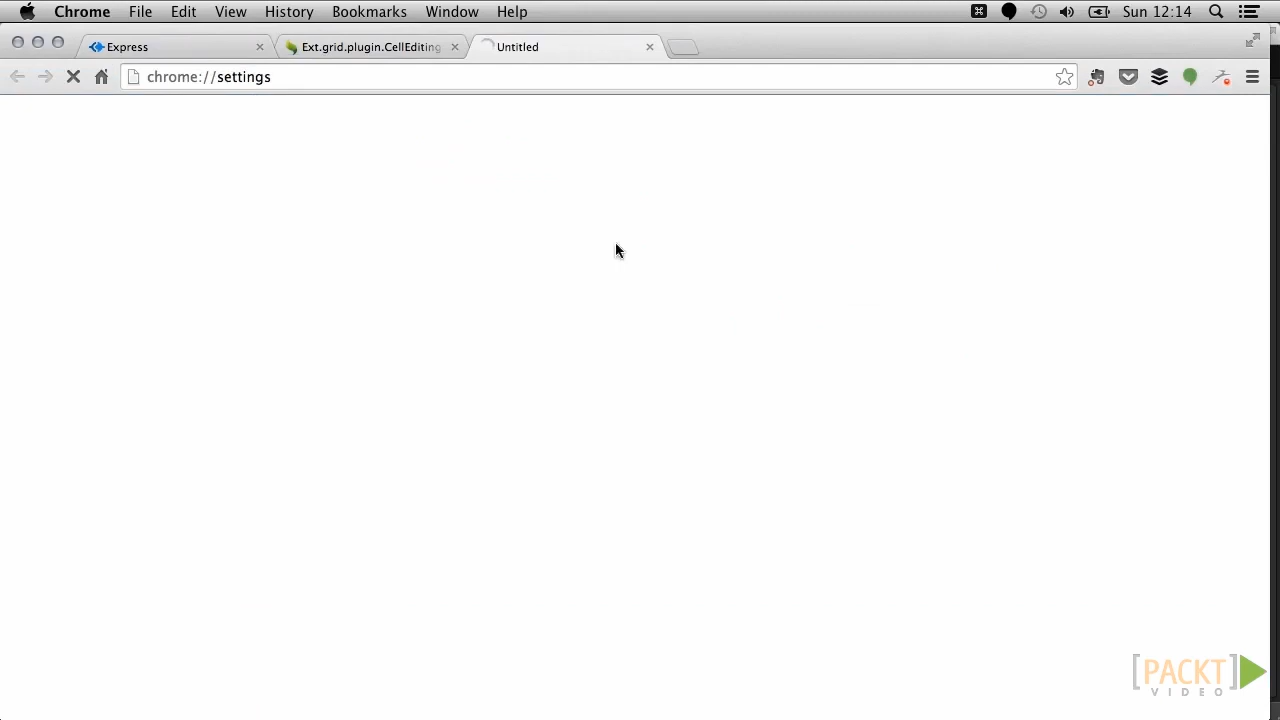 Chrome File Edit View History Bookmarks Window Help Sun 12:14
Express Ext.grid.plugin.CellEditing Untitled
chrome://settings
[PACKT]
VIDEO